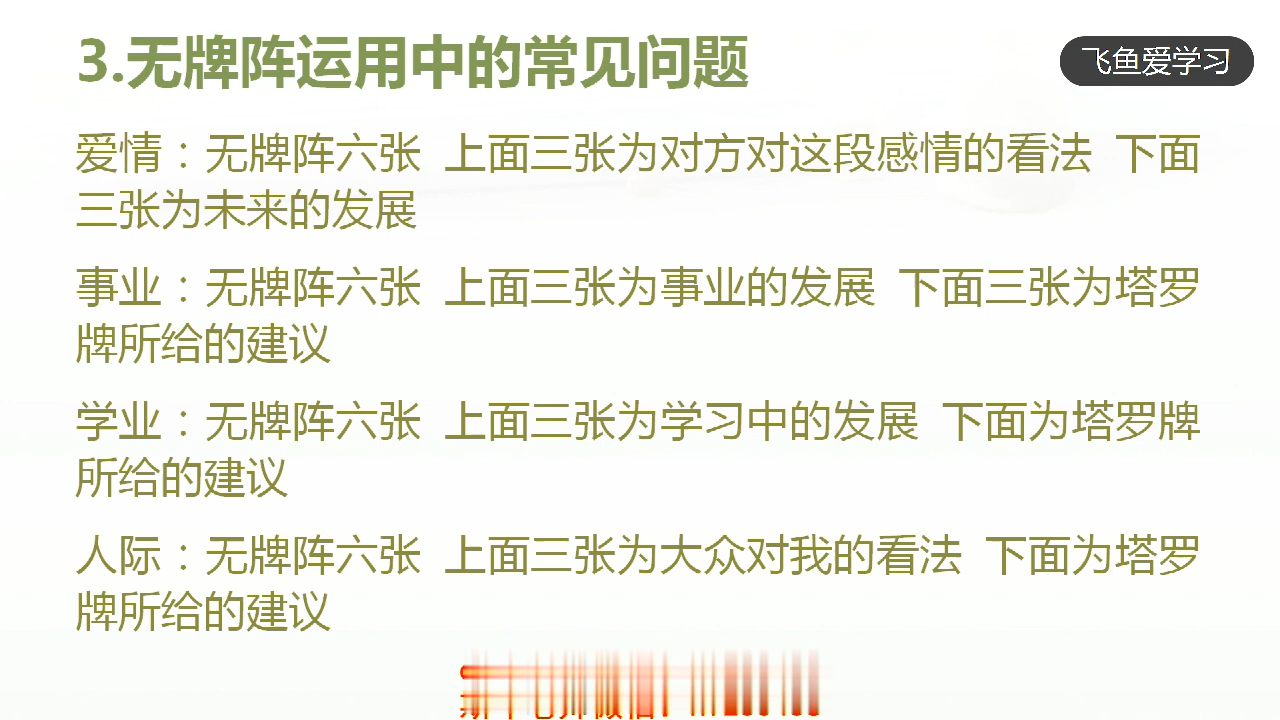 3.无牌阵运用中的常见问题
飞鱼爱学习
爱情：无牌阵六张 上面三张为对方对这段感情的看法 下面
三张为未来的发展
事业：无牌阵六张 上面三张为事业的发展 下面三张为塔罗
牌所给的建议
学业：无牌阵六张 上面三张为学习中的发展 下面为塔罗牌
所给的建议
人际：无牌阵六张 上面三张为大众对我的看法 下面为塔罗
牌所给的建议